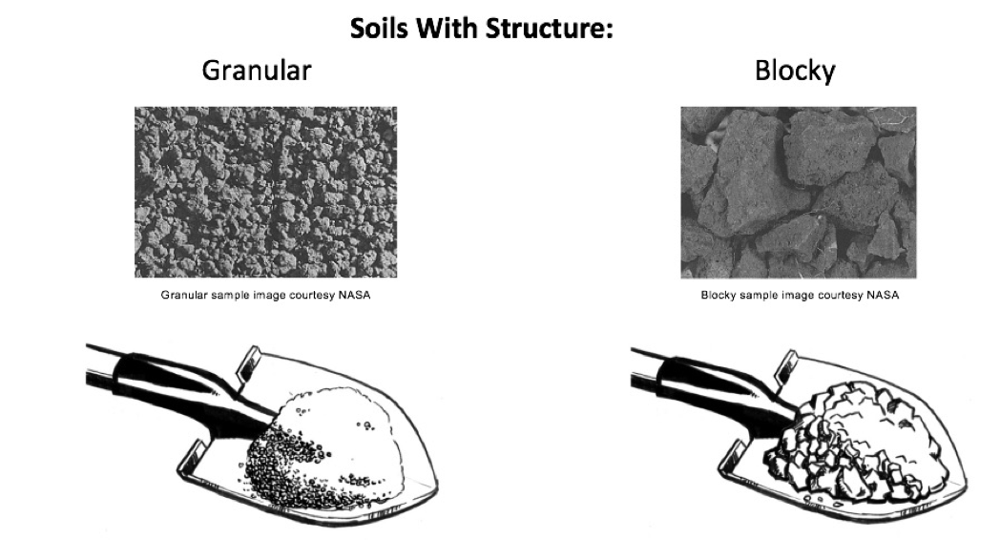 Soils With Structure:
Granular
Blocky
Granular sample image courtesy NASA
Blocky sample image courtesy NASA